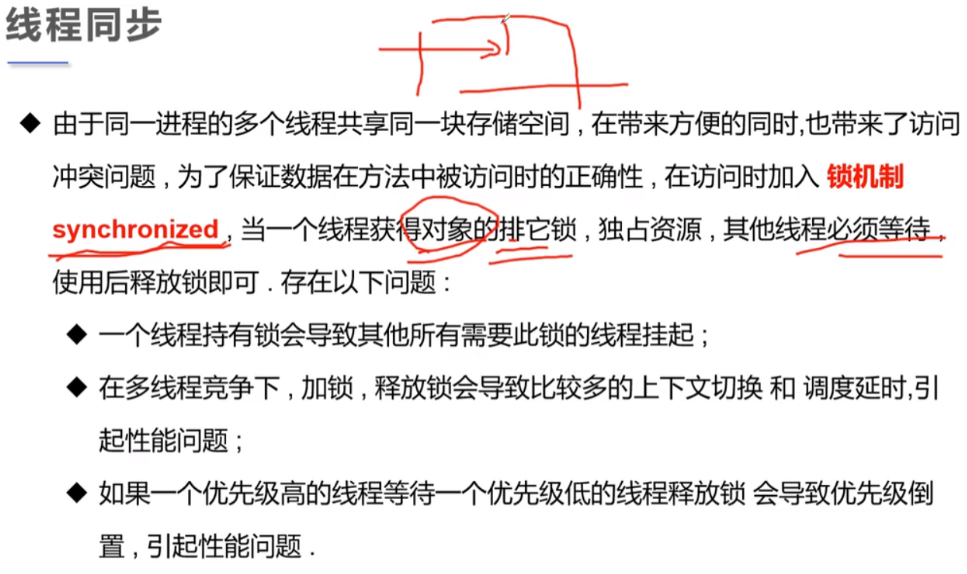 线程同步
◆ 由于同一进程的多个线程共享同一块存储空间 , 在带来方便的同时,也带来了访问
冲突问题 , 为了保证数据在方法中被访问时的正确性 , 在访问时加入 锁机制
synchronized , 当一个线程获得对象的排它锁 , 独占资源 , 其他线程必须等待 ,
使用后释放锁即可 . 存在以下问题 :
◆ 一个线程持有锁会导致其他所有需要此锁的线程挂起 ;
◆ 在多线程竞争下 , 加锁 , 释放锁会导致比较多的上下文切换 和 调度延时,引
起性能问题 ;
◆ 如果一个优先级高的线程等待一个优先级低的线程释放锁 会导致优先级倒
置 , 引起性能问题 .